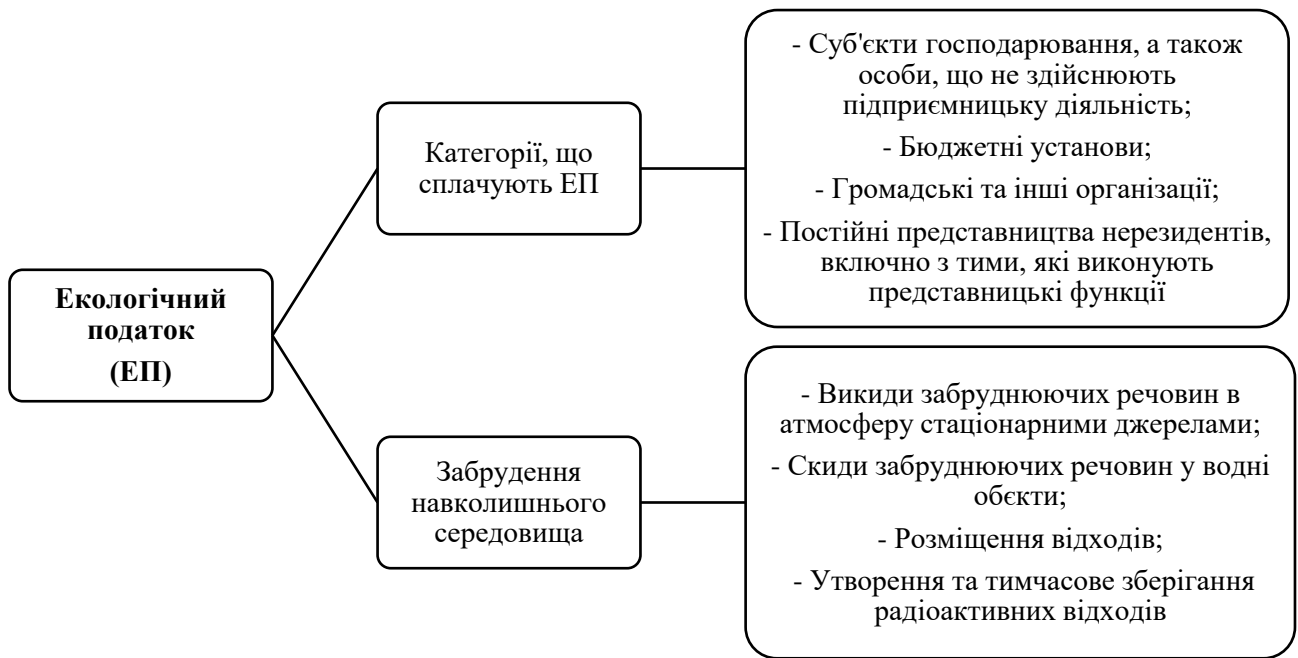 Екологічний
податок
(ЕП)
Категорії, що
сплачують ЕП
- Суб'єкти господарювання, а також
особи, що не здійснюють
підприємницьку діяльність;
- Бюджетні установи;
- Громадські та інші організації;
- Постійні представництва нерезидентів,
включно з тими, які виконують
представницькі функції
Забруднення
навколишнього
середовища
- Викиди забруднюючих речовин в
атмосферу стаціонарними джерелами;
- Скиди забруднюючих речовин у водні
обєкти;
- Розміщення відходів;
- Утворення та тимчасове зберігання
радіоактивних відходів